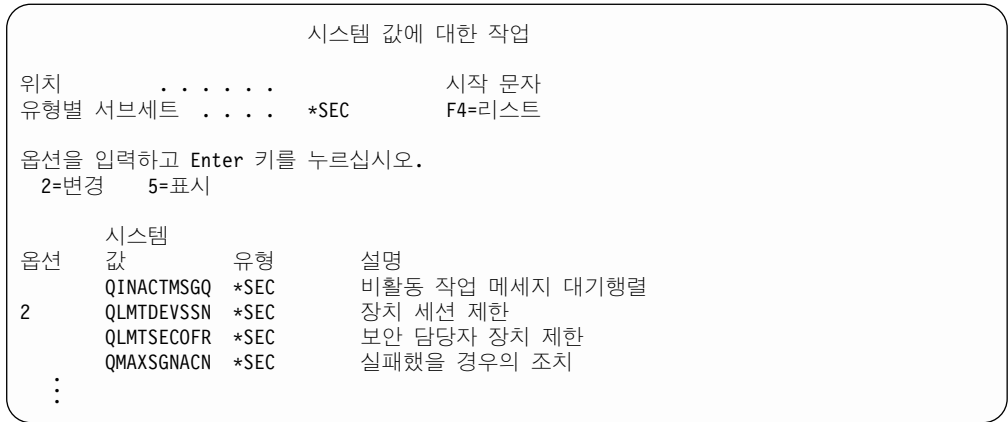 시스템 값에 대한 작업
위치 . . . . . . 시작 문자
유형별 서브세트 . . . . *SEC F4=리스트
옵션을 입력하고 Enter 키를 누르십시오.
2=변경 5=표시
시스템
옵션 값 유형 설명
QINACTMSGQ *SEC 비활동 작업 메세지 대기행렬
2 QLMTDEVSSN *SEC 장치 세션 제한
QLMTSECOFR *SEC 보안 담당자 장치 제한
QMAXSGNACN *SEC 실패했을 경우의 조치